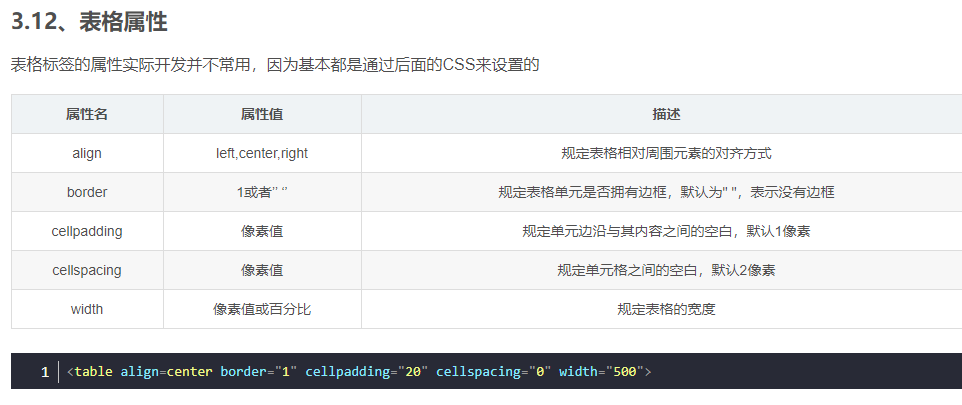 3.12、表格属性
表格标签的属性实际开发并不常用，因为基本都是通过后面的CSS来设置的
属性名 属性值 描述
align left,center,right 规定表格相对周围元素的对齐方式
border 1或者” “ 规定表格单元是否拥有边框，默认为" "，表示没有边框
cellpadding 像素值 规定单元边沿与其内容之间的空白，默认1像素
cellspacing 像素值 规定单元格之间的空白，默认2像素
width 像素值或百分比 规定表格的宽度
1 <table align=center border="1" cellpadding="20" cellspacing="0" width="500">